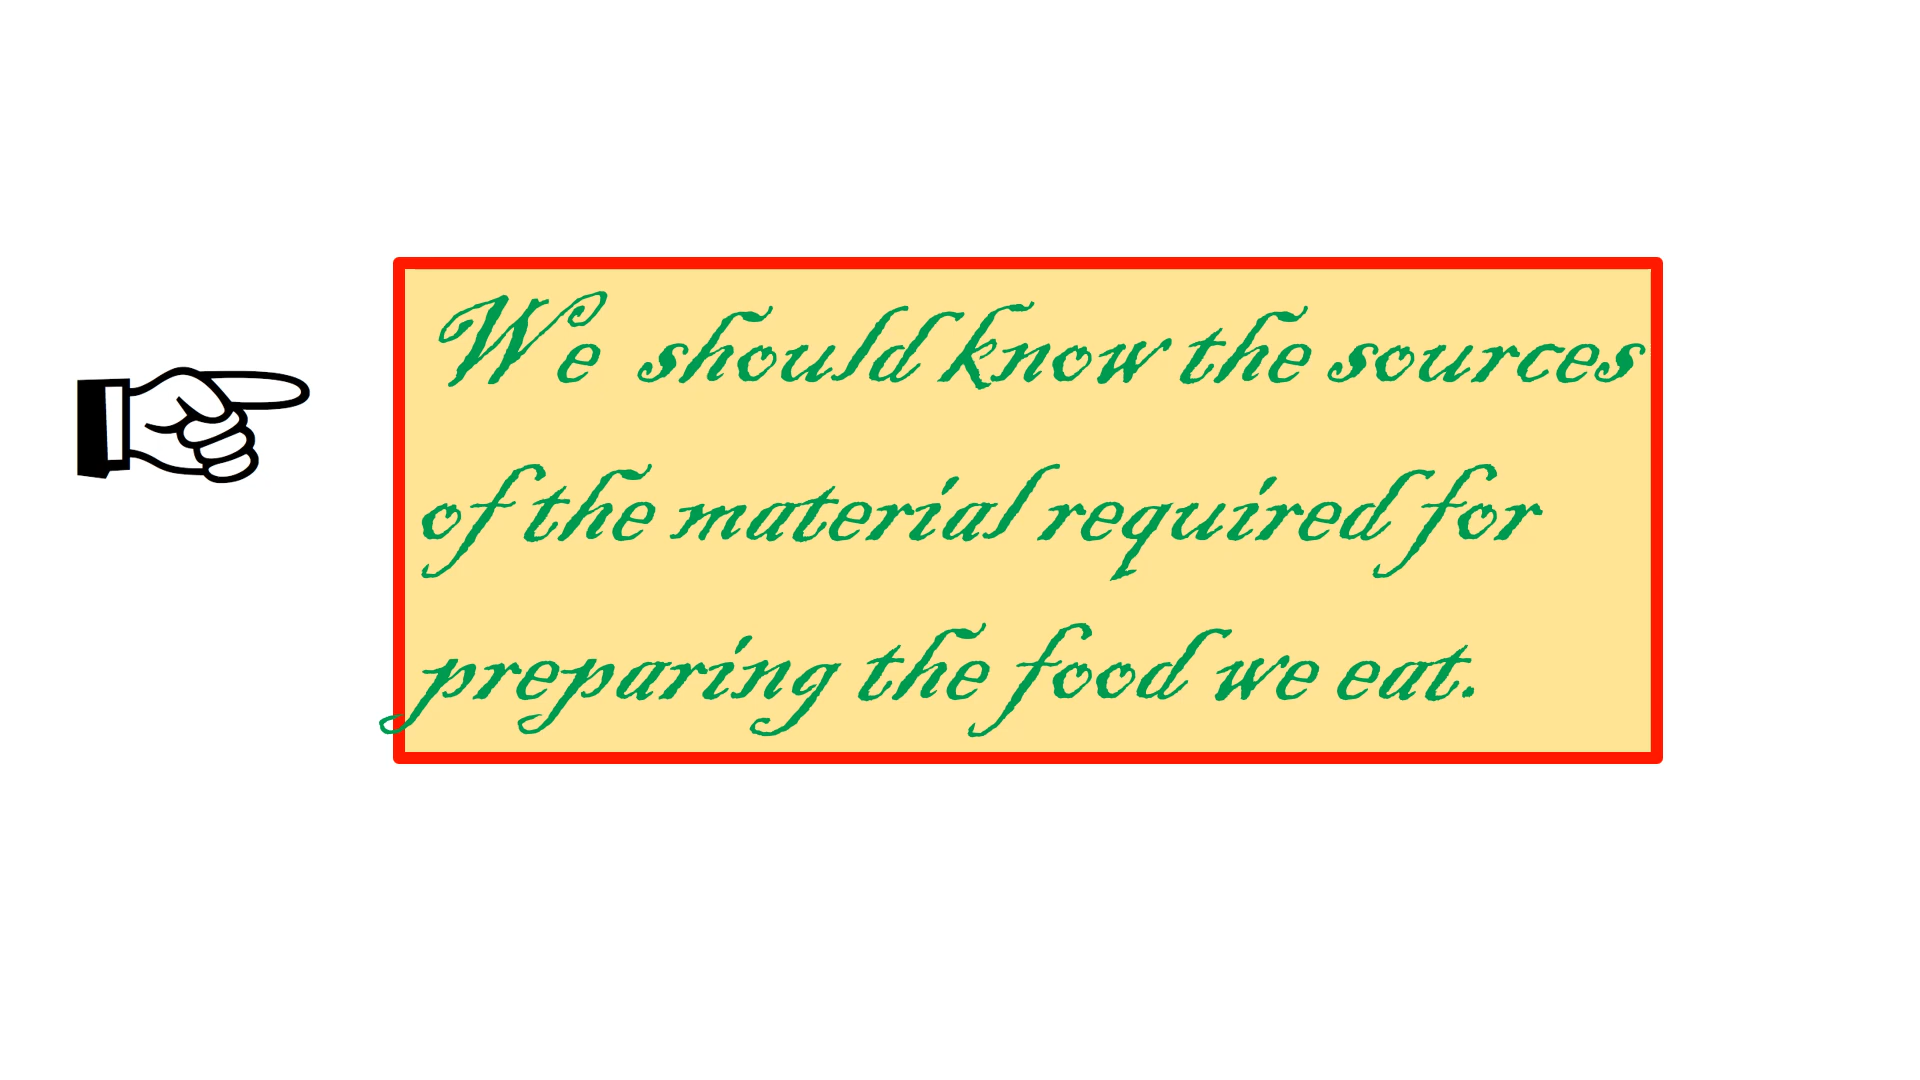 We should know the sources
of the material required for
preparing the food we eat.